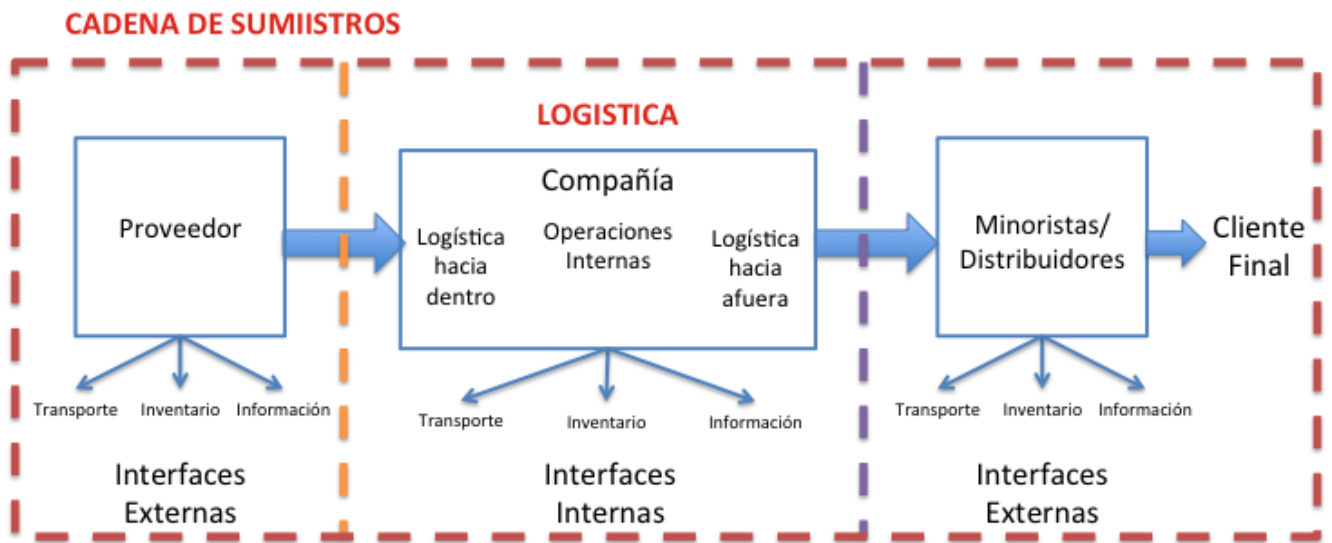 CADENA DE SUMIISTROS
LOGISTICA
Proveedor
Compañía
Logística
hacia
dentro
Operaciones
Internas
Logística
hacia
afuera
Minoristas/
Distribuidores
Cliente
Final
Transporte Inventario Información
Transporte Inventario Información
Transporte Inventario Información
Interfaces
Externas
Interfaces
Internas
Interfaces
Externas